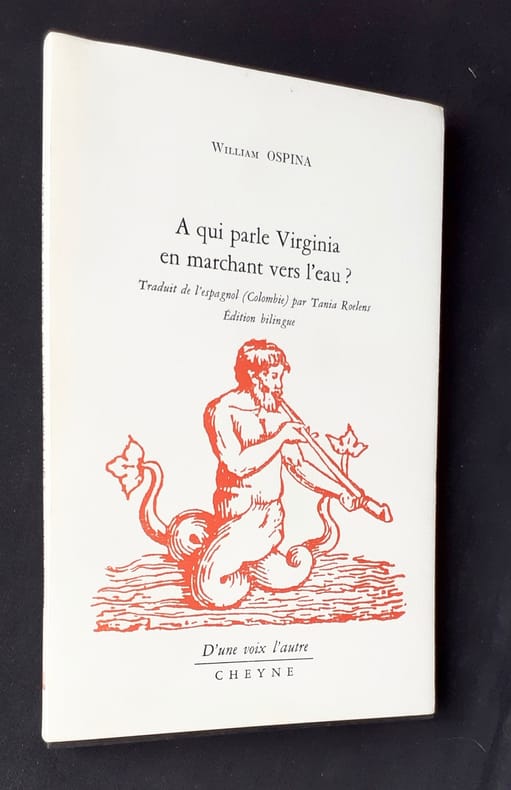 William OSPINA
A qui parle Virginia
en marchant vers l'eau ?
Traduit de l'espagnol (Colombie) par Tania Roelens
Édition bilingue
D'une voix l'autre
CHEYNE